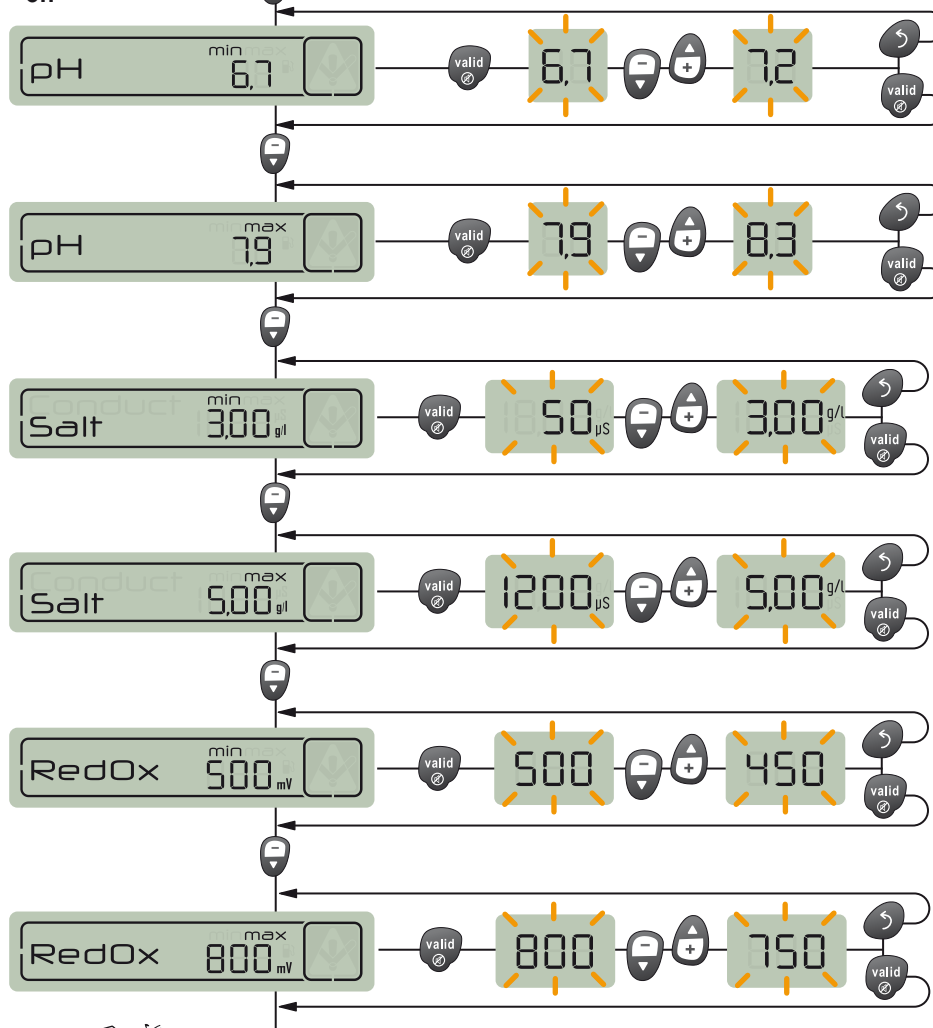 pH min 6,7 valid 6,7 − + 7,2 valid
−
pH max 7,9 valid 7,9 − + 8,3 valid
−
Salt min 3,00 g/l valid 50 µS − + 3,00 g/l valid
−
Salt max 5,00 g/l valid 1200 µS − + 5,00 g/l valid
−
RedOx min 500 mV valid 500 − + 450 valid
−
RedOx max 800 mV valid 800 − + 750 valid